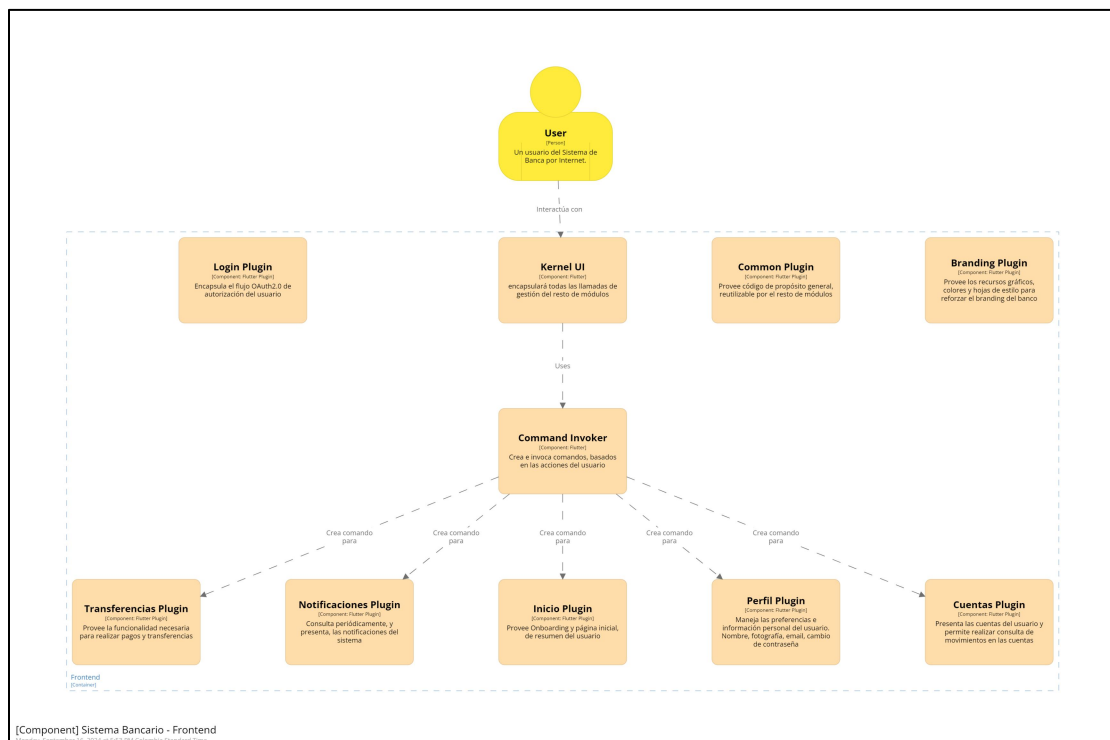 User
[Person]
Un usuario del Sistema de
Banca por Internet.
Interactúa con
Login Plugin
[Component: Flutter Plugin]
Encapsula el flujo OAuth2.0 de
autorización del usuario
Kernel UI
[Component: Flutter]
encapsulará todas las llamadas de
gestión del resto de módulos
Common Plugin
[Component: Flutter Plugin]
Provee código de propósito general,
reutilizable por el resto de módulos
Branding Plugin
[Component: Flutter Plugin]
Provee los recursos gráficos,
colores y hojas de estilo para
reforzar el branding del banco
Uses
Command Invoker
[Component: Flutter]
Crea e invoca comandos, basados
en las acciones del usuario
Crea comando
para
Crea comando
para
Crea comando
para
Crea comando
para
Crea comando
para
Transferencias Plugin
[Component: Flutter Plugin]
Provee la funcionalidad necesaria
para realizar pagos y transferencias
Notificaciones Plugin
[Component: Flutter Plugin]
Consulta periódicamente, y
presenta, las notificaciones del
sistema
Inicio Plugin
[Component: Flutter Plugin]
Provee Onboarding y página inicial,
de resumen del usuario
Perfil Plugin
[Component: Flutter Plugin]
Maneja las preferencias e
información personal del usuario.
Nombre, fotografía, email, cambio
de contraseña
Cuentas Plugin
[Component: Flutter Plugin]
Presenta las cuentas del usuario y
permite realizar consulta de
movimientos en las cuentas
Frontend
[Container]
[Component] Sistema Bancario - Frontend